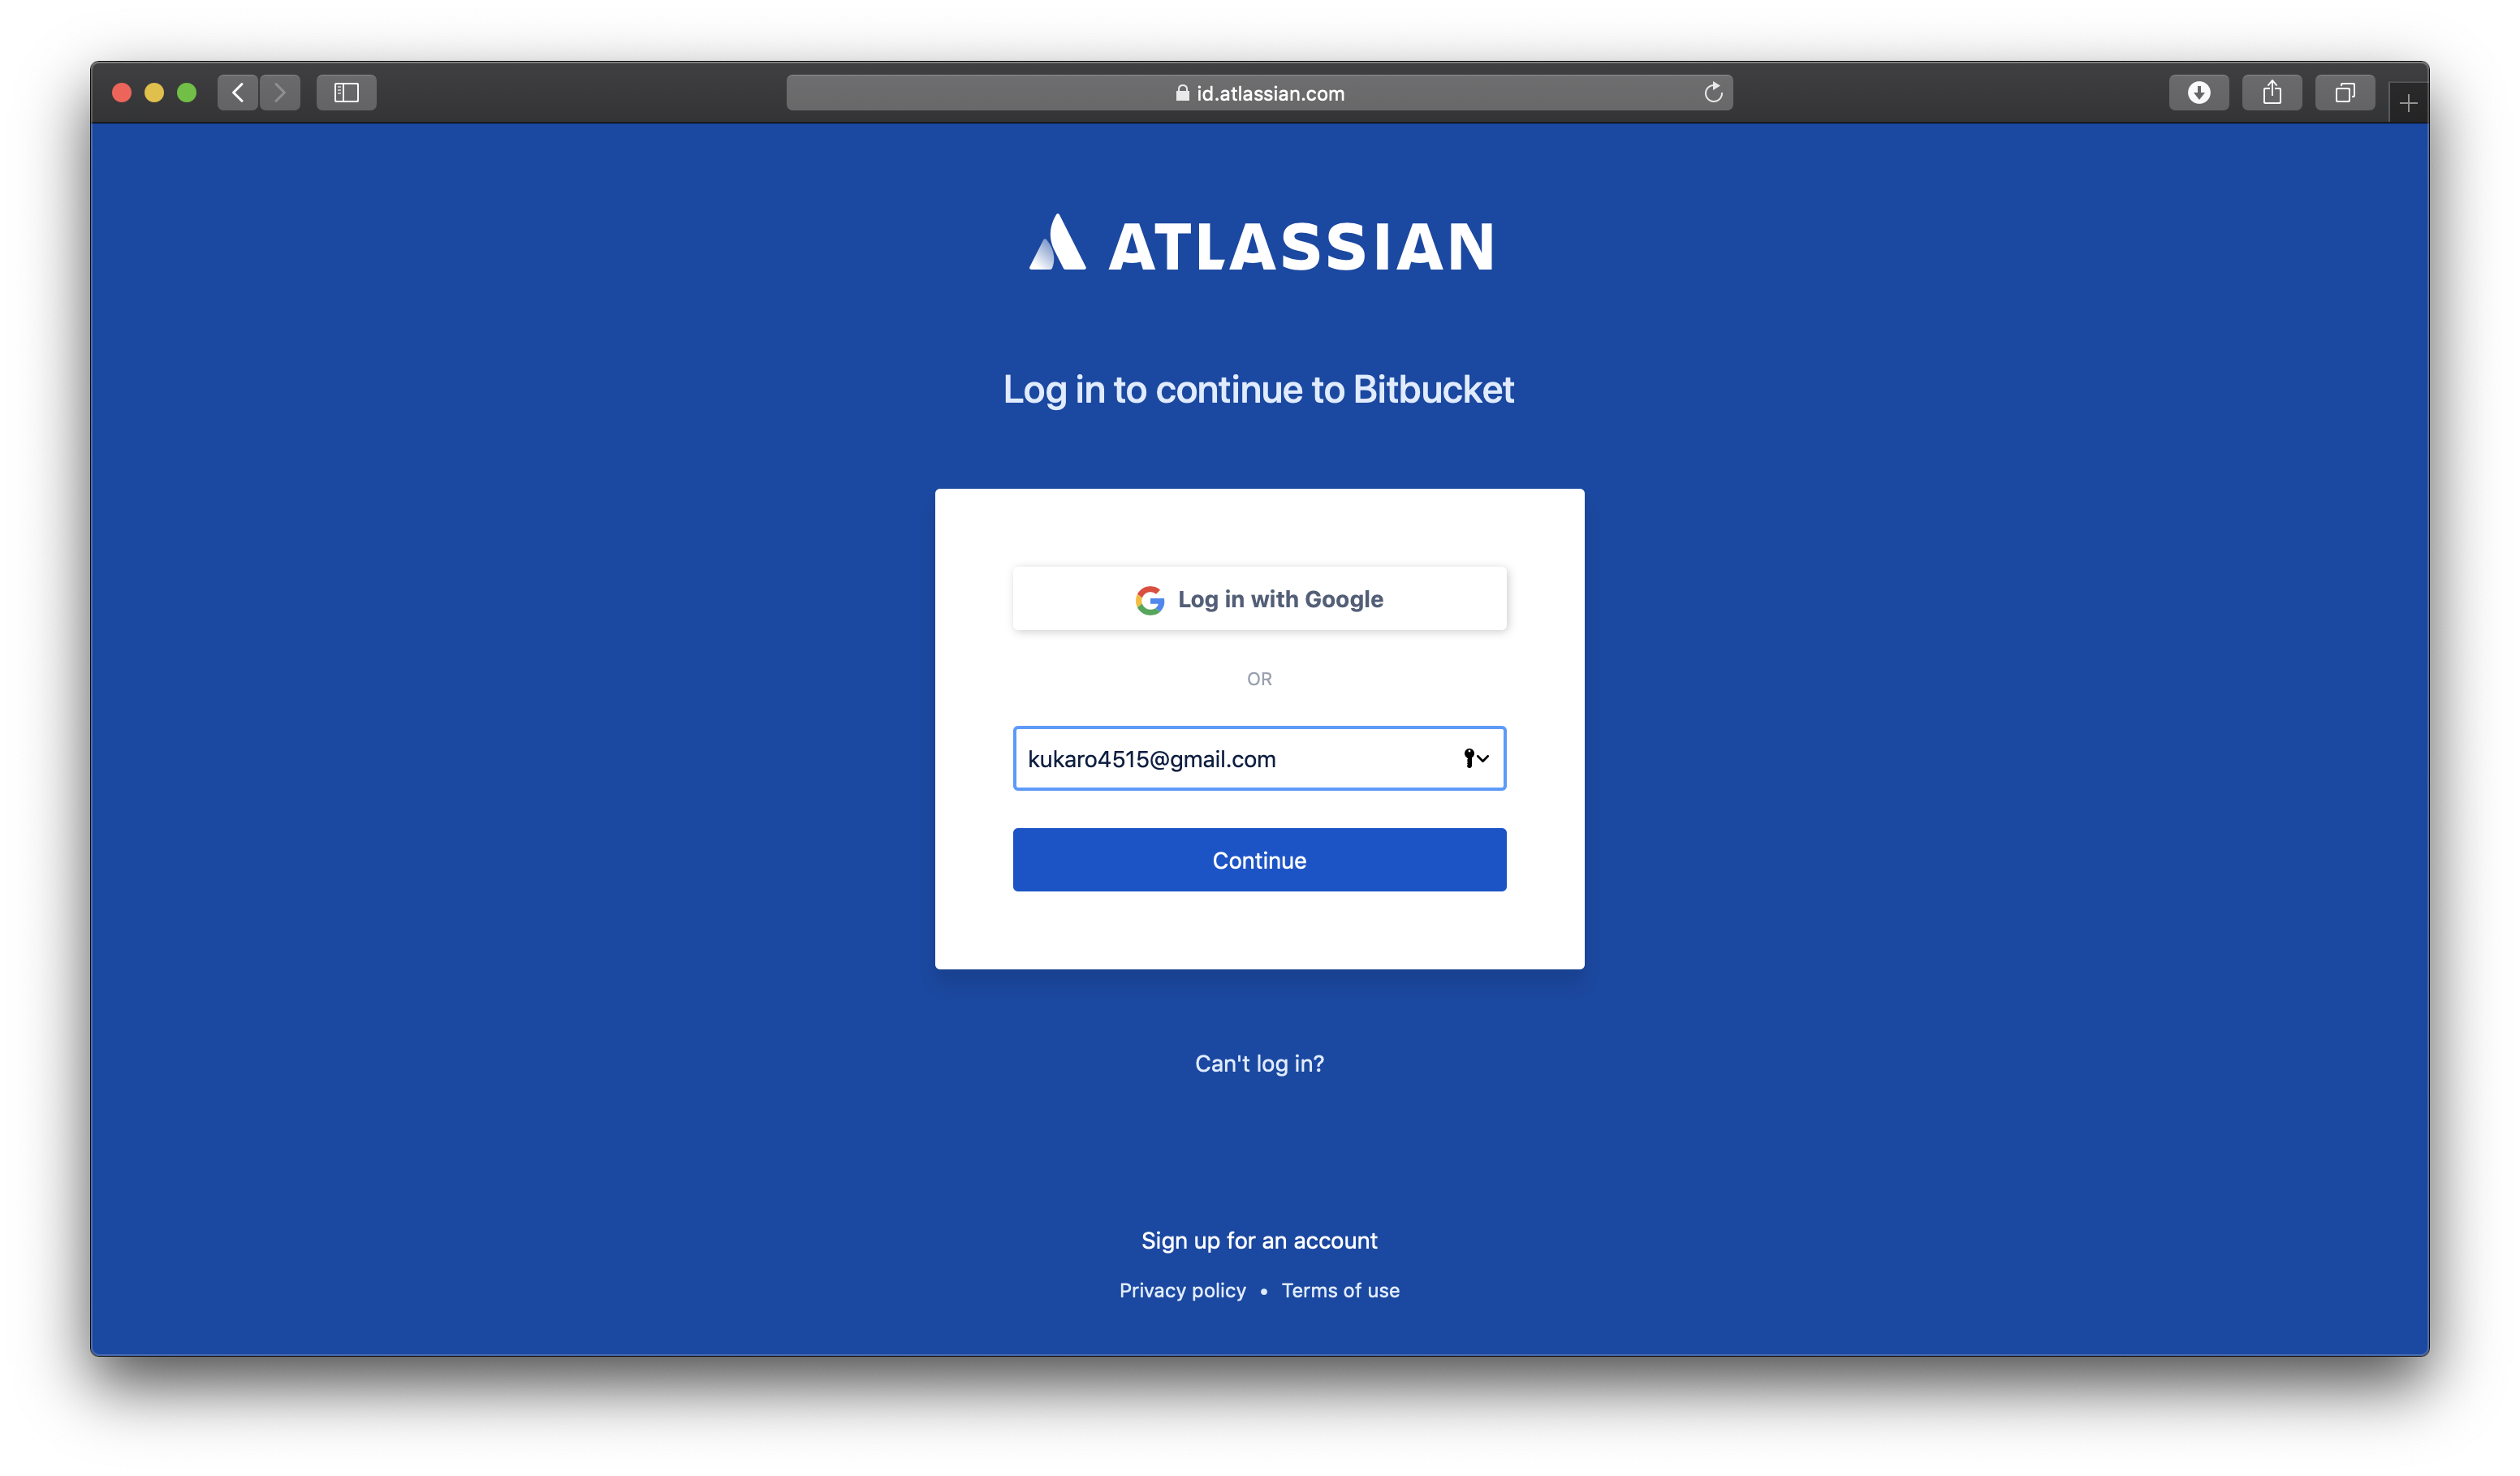 id.atlassian.com
ATLASSIAN
Log in to continue to Bitbucket
Log in with Google
OR
kukaro4515@gmail.com
Continue
Can't log in?
Sign up for an account
Privacy policy • Terms of use